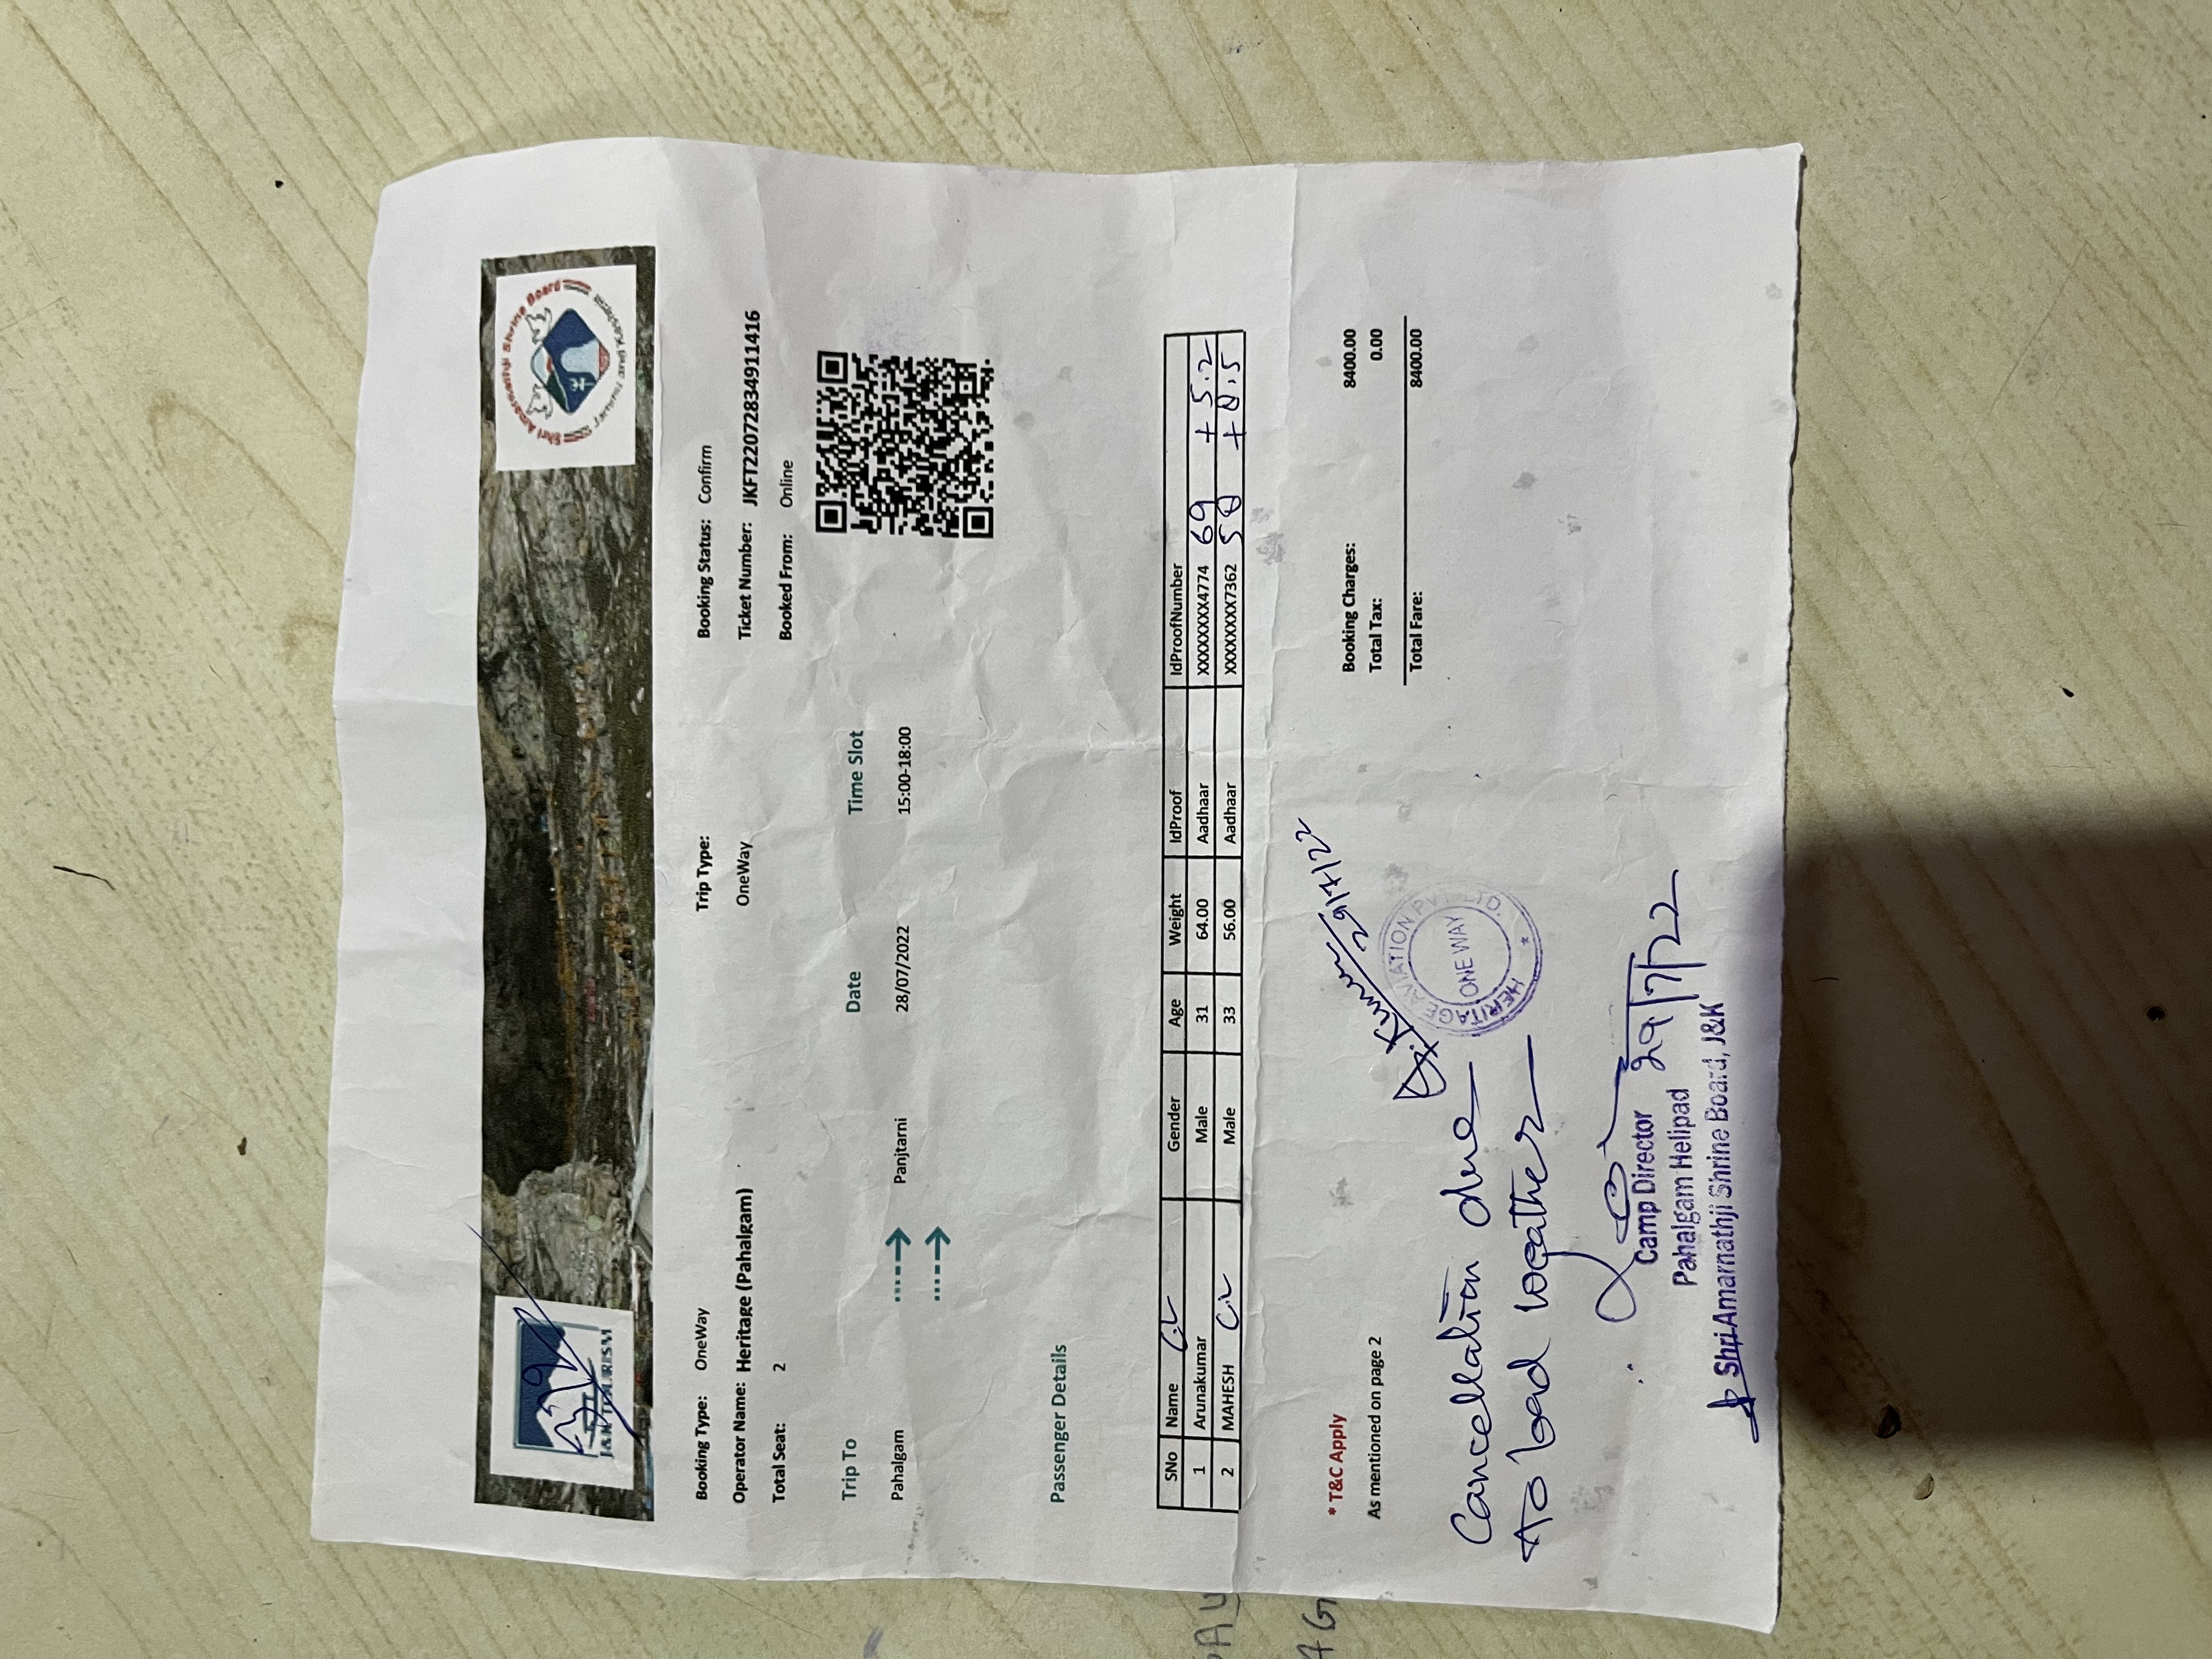 372
J&K TOURISM
Shri Amarnathji Shrine Board
Jammu and Kashmir
Booking Type: OneWay Trip Type: Booking Status: Confirm
Operator Name: Heritage (Pahalgam) OneWay Ticket Number: JKFT22072834911416
Total Seat: 2 Booked From: Online
Trip To Date Time Slot
Pahalgam Panjtarni 28/07/2022 15:00-18:00
Passenger Details
SNo Name C.L Gender Age Weight IdProof IdProofNumber
1 Arunakumar Male 31 64.00 Aadhaar XXXXXXXX4774 69 + 5.2
2 MAHESH C.L Male 33 56.00 Aadhaar XXXXXXXX7362 58 + 8.5
* T&C Apply
As mentioned on page 2
Booking Charges: 8400.00
Total Tax: 0.00
Total Fare: 8400.00
A. Kumar 29/7/22
HERITAGE AVIATION PVT. LTD.
ONE WAY
Cancellation due
to bad weather
Camp Director 29/7/22
Pahalgam Helipad
Shri Amarnathji Shrine Board, J&K